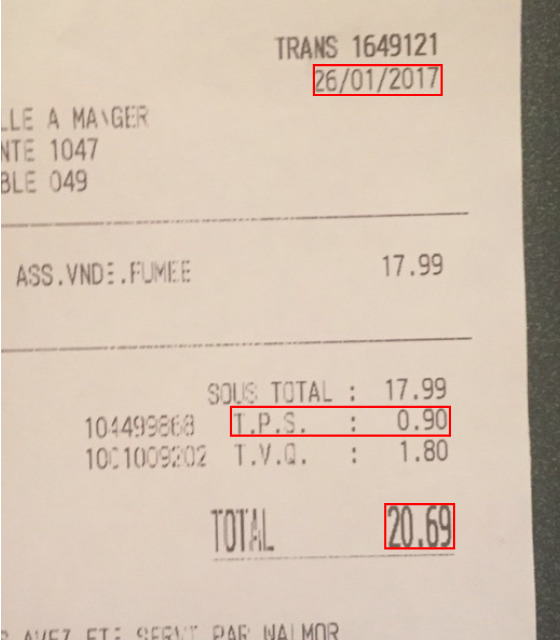 TRANS 1649121
26/01/2017
LLE A MANGER
NTE 1047
BLE 049
ASS.VNDE.FUMEE 17.99
SOUS TOTAL : 17.99
104499868 T.P.S. : 0.90
1001009202 T.V.Q. : 1.80
TOTAL 20.69
S AVEZ ETE SERVI PAR WALMOR